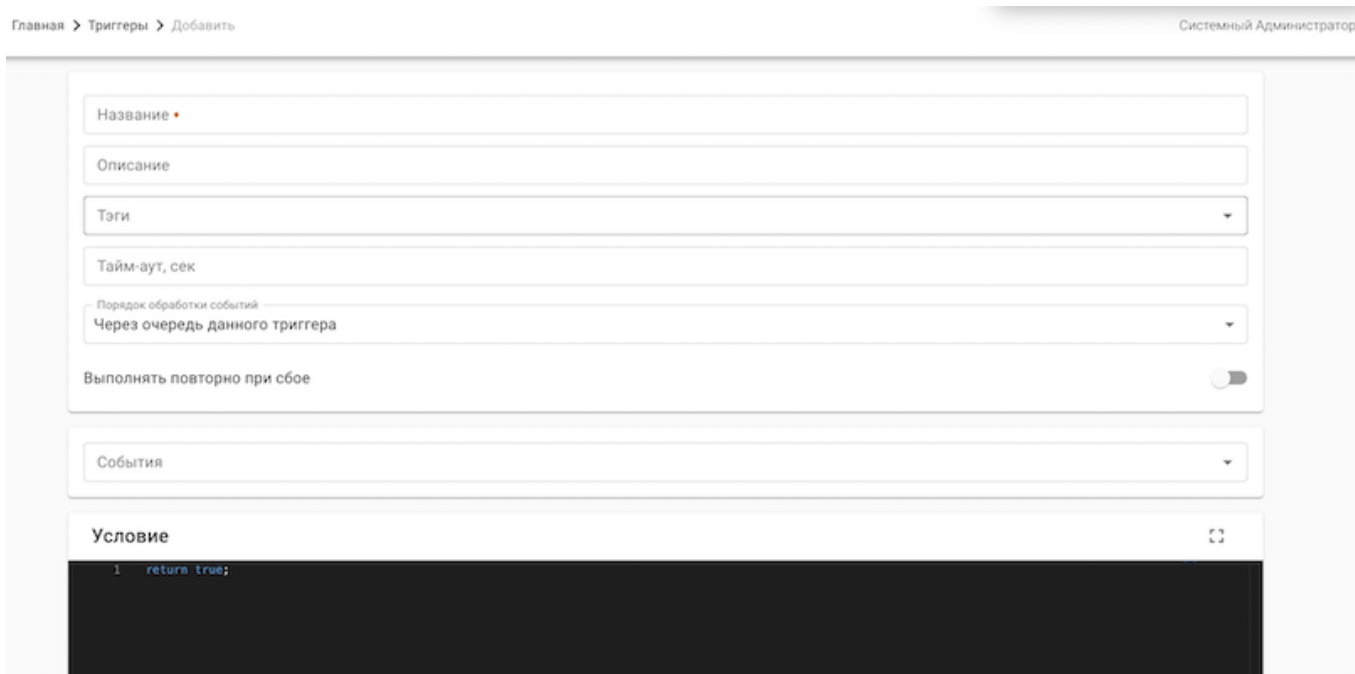 Главная > Триггеры > Добавить
Системный Администратор
Название •
Описание
Тэги
Тайм-аут, сек
Порядок обработки событий
Через очередь данного триггера
Выполнять повторно при сбое
События
Условие
1 return true;